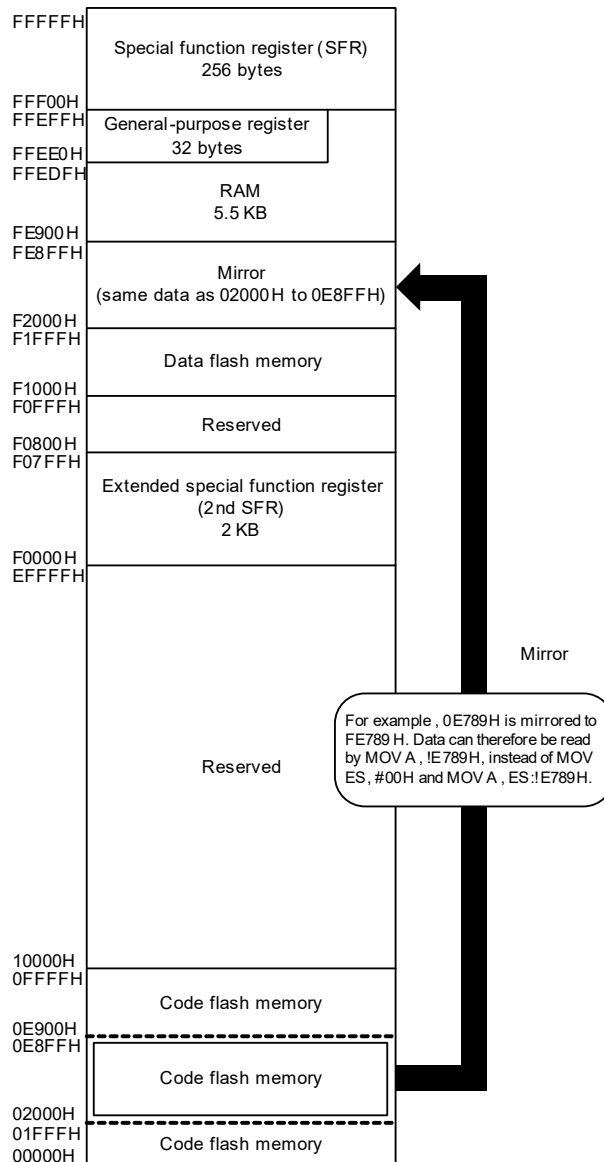 FFFFFH
Special function register (SFR)
256 bytes
FFF00H
FFEFFH
General-purpose register
32 bytes
FFEE0H
FFEDFH
RAM
5.5 KB
FE900H
FE8FFH
Mirror
(same data as 02000H to 0E8FFH)
F2000H
F1FFFH
Data flash memory
F1000H
F0FFFH
Reserved
F0800H
F07FFH
Extended special function register
(2nd SFR)
2 KB
F0000H
EFFFFH
Mirror
For example, 0E789H is mirrored to
FE789H. Data can therefore be read
by MOV A, !E789H, instead of MOV
ES, #00H and MOV A, ES:!E789H.
Reserved
10000H
0FFFFH
Code flash memory
0E900H
0E8FFH
Code flash memory
02000H
01FFFH
Code flash memory
00000H